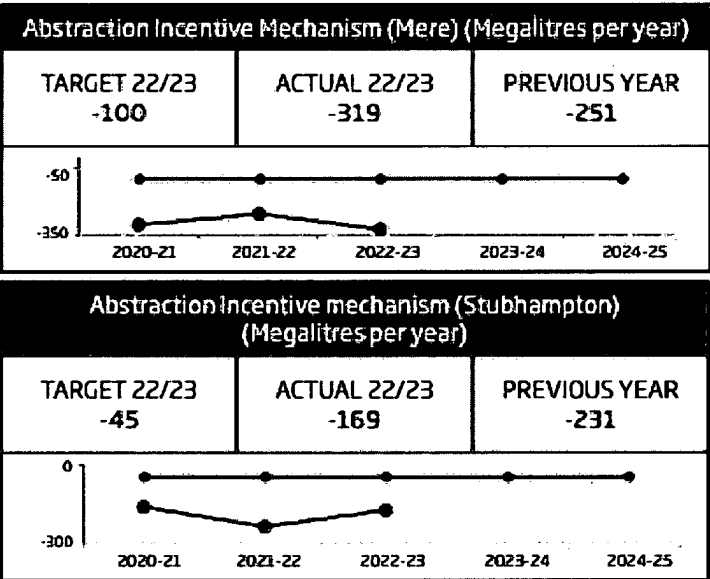 Abstraction Incentive Mechanism (Mere) (Megalitres per year)
TARGET 22/23 ACTUAL 22/23 PREVIOUS YEAR
-100 -319 -251
-50
-350
2020-21 2021-22 2022-23 2023-24 2024-25
Abstraction Incentive mechanism (Stubhampton)
(Megalitres per year)
TARGET 22/23 ACTUAL 22/23 PREVIOUS YEAR
-45 -169 -231
0
-300
2020-21 2021-22 2022-23 2023-24 2024-25